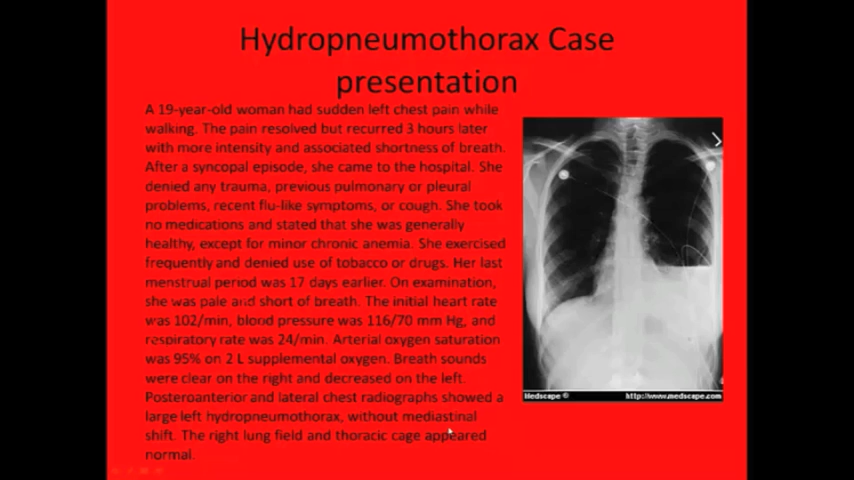 Hydropneumothorax Case
presentation
A 19-year-old woman had sudden left chest pain while
walking. The pain resolved but recurred 3 hours later
with more intensity and associated shortness of breath.
After a syncopal episode, she came to the hospital. She
denied any trauma, previous pulmonary or pleural
problems, recent flu-like symptoms, or cough. She took
no medications and stated that she was generally
healthy, except for minor chronic anemia. She exercised
frequently and denied use of tobacco or drugs. Her last
menstrual period was 17 days earlier. On examination,
she was pale and short of breath. The initial heart rate
was 102/min, blood pressure was 116/70 mm Hg, and
respiratory rate was 24/min. Arterial oxygen saturation
was 95% on 2 L supplemental oxygen. Breath sounds
were clear on the right and decreased on the left.
Posteroanterior and lateral chest radiographs showed a
large left hydropneumothorax, without mediastinal
shift. The right lung field and thoracic cage appeared
normal.
Medscape ® http://www.medscape.com